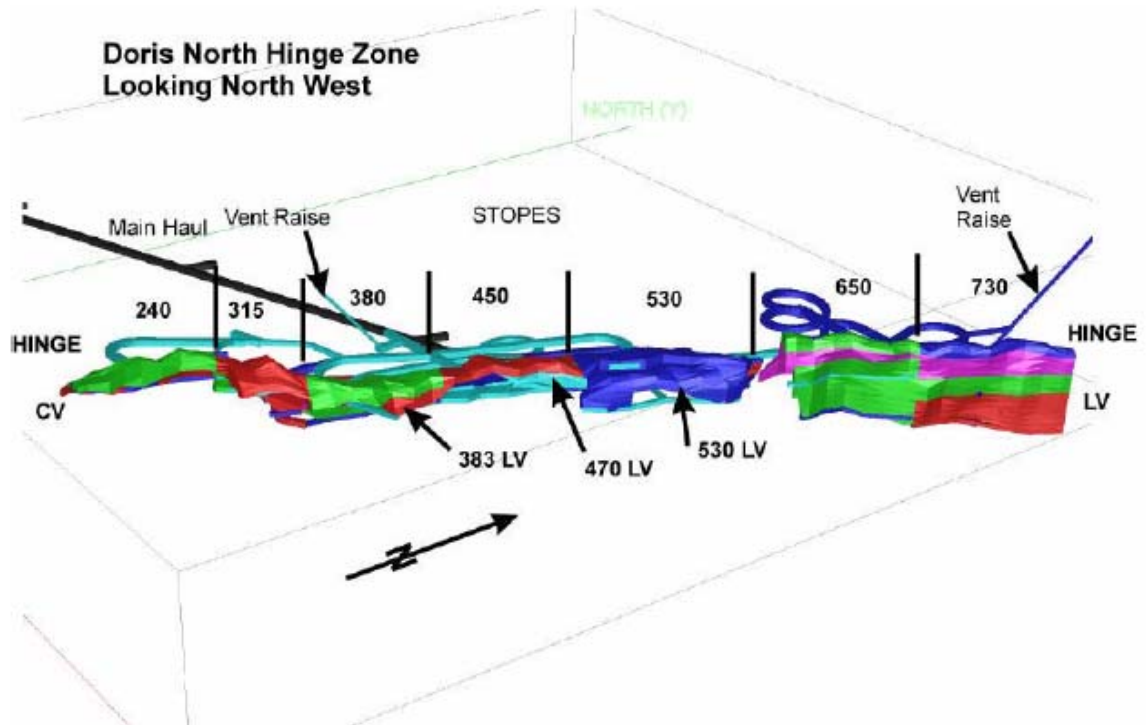 Doris North Hinge Zone
Looking North West
NORTH (Y)
Main Haul
Vent Raise
STOPES
Vent
Raise
240
315
380
450
530
650
730
HINGE
HINGE
CV
LV
383 LV
470 LV
530 LV
N